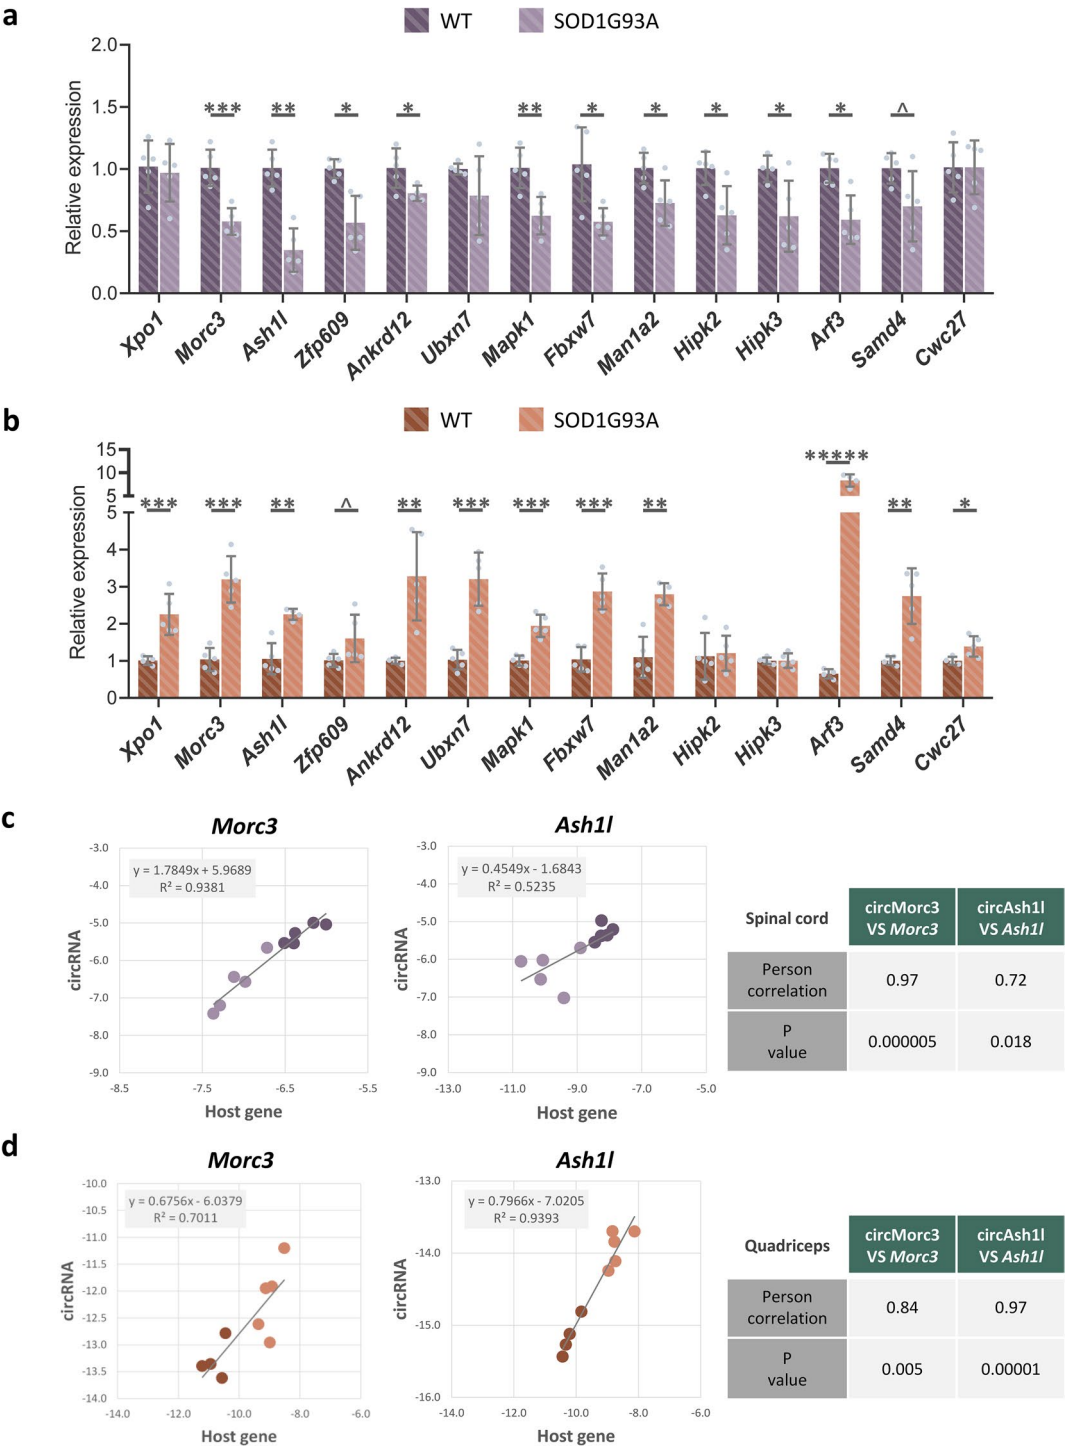 a
WT SOD1G93A
2.0
1.5
1.0
0.5
0.0
Relative expression
*** ** * * ** * * * * * ^
Xpo1 Morc3 Ash1l Zfp609 Ankrd12 Ubxn7 Mapk1 Fbxw7 Man1a2 Hipk2 Hipk3 Arf3 Samd4 Cwc27
b
WT SOD1G93A
15
10
5
5
4
3
2
1
0
Relative expression
*** *** ** ^ ** *** *** *** ** ***** ** *
Xpo1 Morc3 Ash1l Zfp609 Ankrd12 Ubxn7 Mapk1 Fbxw7 Man1a2 Hipk2 Hipk3 Arf3 Samd4 Cwc27
c
Morc3
y = 1.7849x + 5.9689
R² = 0.9381
-3.0
-4.0
-5.0
-6.0
-7.0
-8.0
-9.0
circRNA
-8.5 -7.5 -6.5 -5.5
Host gene
Ash1l
y = 0.4549x - 1.6843
R² = 0.5235
-3.0
-4.0
-5.0
-6.0
-7.0
-8.0
-9.0
circRNA
-13.0 -11.0 -9.0 -7.0 -5.0
Host gene
Spinal cord
circMorc3
VS Morc3
circAsh1l
VS Ash1l
Person
correlation
0.97 0.72
P
value
0.000005 0.018
d
Morc3
y = 0.6756x - 6.0379
R² = 0.7011
-10.0
-10.5
-11.0
-11.5
-12.0
-12.5
-13.0
-13.5
-14.0
circRNA
-14.0 -12.0 -10.0 -8.0 -6.0
Host gene
Ash1l
y = 0.7966x - 7.0205
R² = 0.9393
-13.0
-14.0
-15.0
-16.0
circRNA
-14.0 -12.0 -10.0 -8.0 -6.0
Host gene
Quadriceps
circMorc3
VS Morc3
circAsh1l
VS Ash1l
Person
correlation
0.84 0.97
P
value
0.005 0.00001